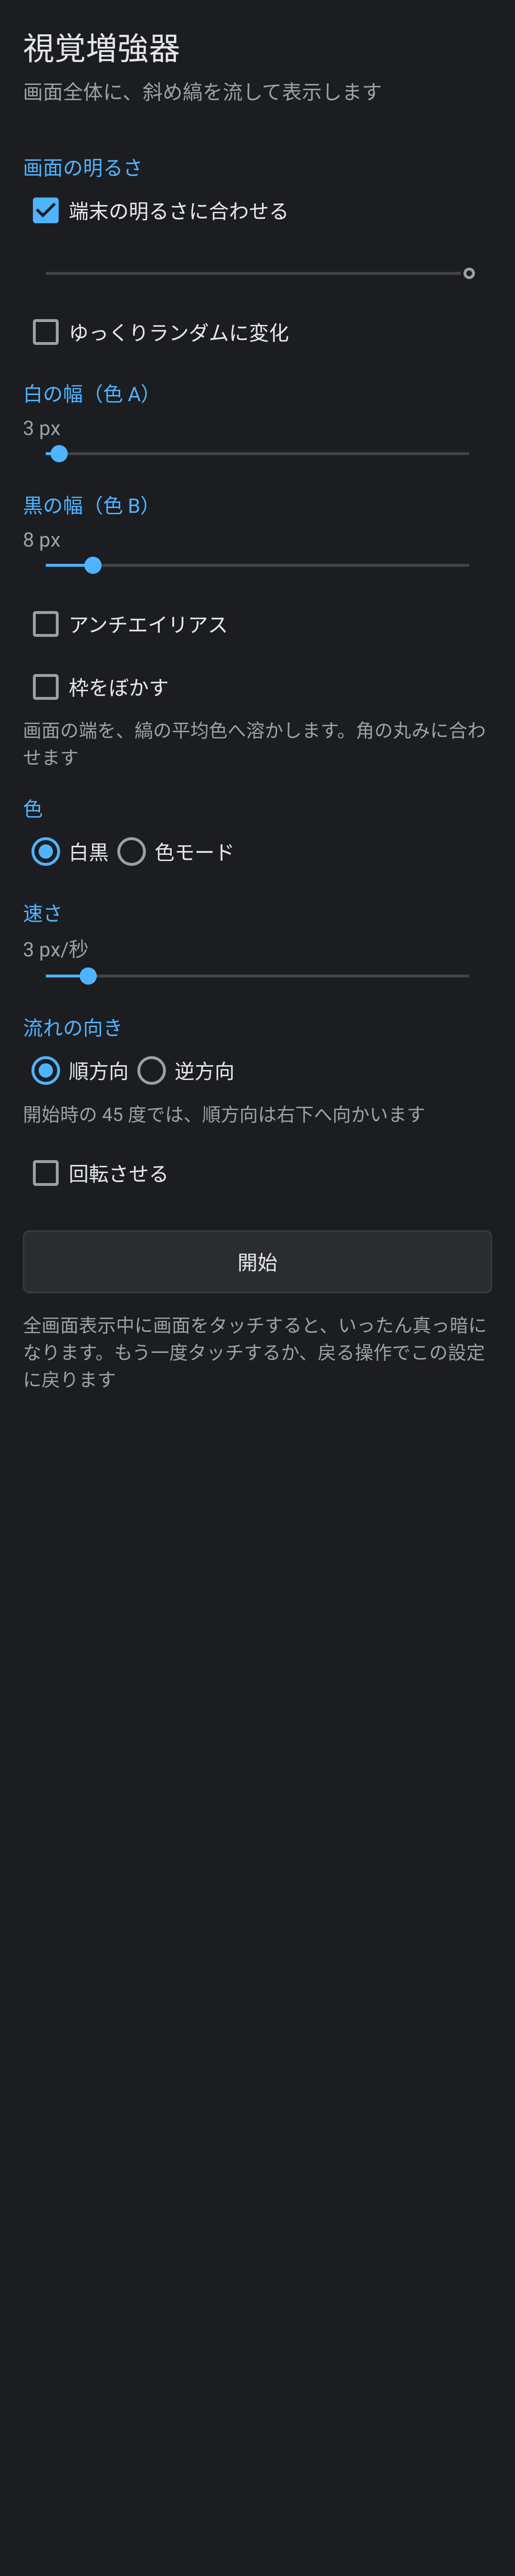 視覚増強器
画面全体に、斜め縞を流して表示します
画面の明るさ
端末の明るさに合わせる
ゆっくりランダムに変化
白の幅（色 A）
3 px
黒の幅（色 B）
8 px
アンチエイリアス
枠をぼかす
画面の端を、縞の平均色へ溶かします。角の丸みに合わ
せます
色
白黒 色モード
速さ
3 px/秒
流れの向き
順方向 逆方向
開始時の 45 度では、順方向は右下へ向かいます
回転させる
開始
全画面表示中に画面をタッチすると、いったん真っ暗に
なります。もう一度タッチするか、戻る操作でこの設定
に戻ります